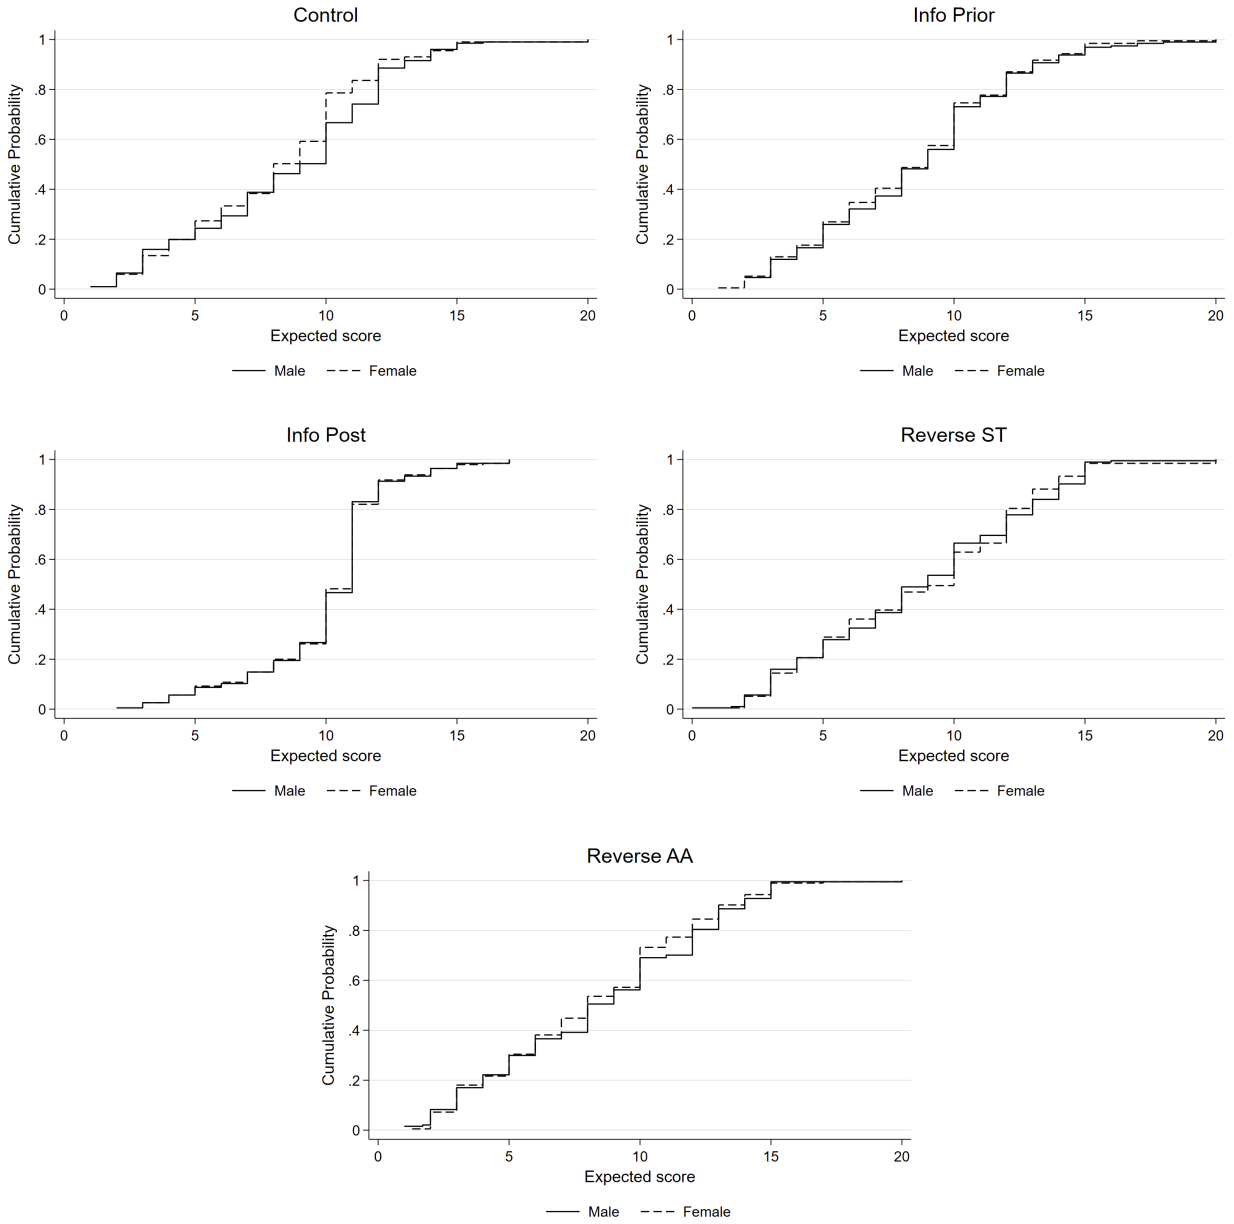 Control
Cumulative Probability
1
.8
.6
.4
.2
0
0 5 10 15 20
Expected score
Male Female
Info Prior
Cumulative Probability
1
.8
.6
.4
.2
0
0 5 10 15 20
Expected score
Male Female
Info Post
Cumulative Probability
1
.8
.6
.4
.2
0
0 5 10 15 20
Expected score
Male Female
Reverse ST
Cumulative Probability
1
.8
.6
.4
.2
0
0 5 10 15 20
Expected score
Male Female
Reverse AA
Cumulative Probability
1
.8
.6
.4
.2
0
0 5 10 15 20
Expected score
Male Female